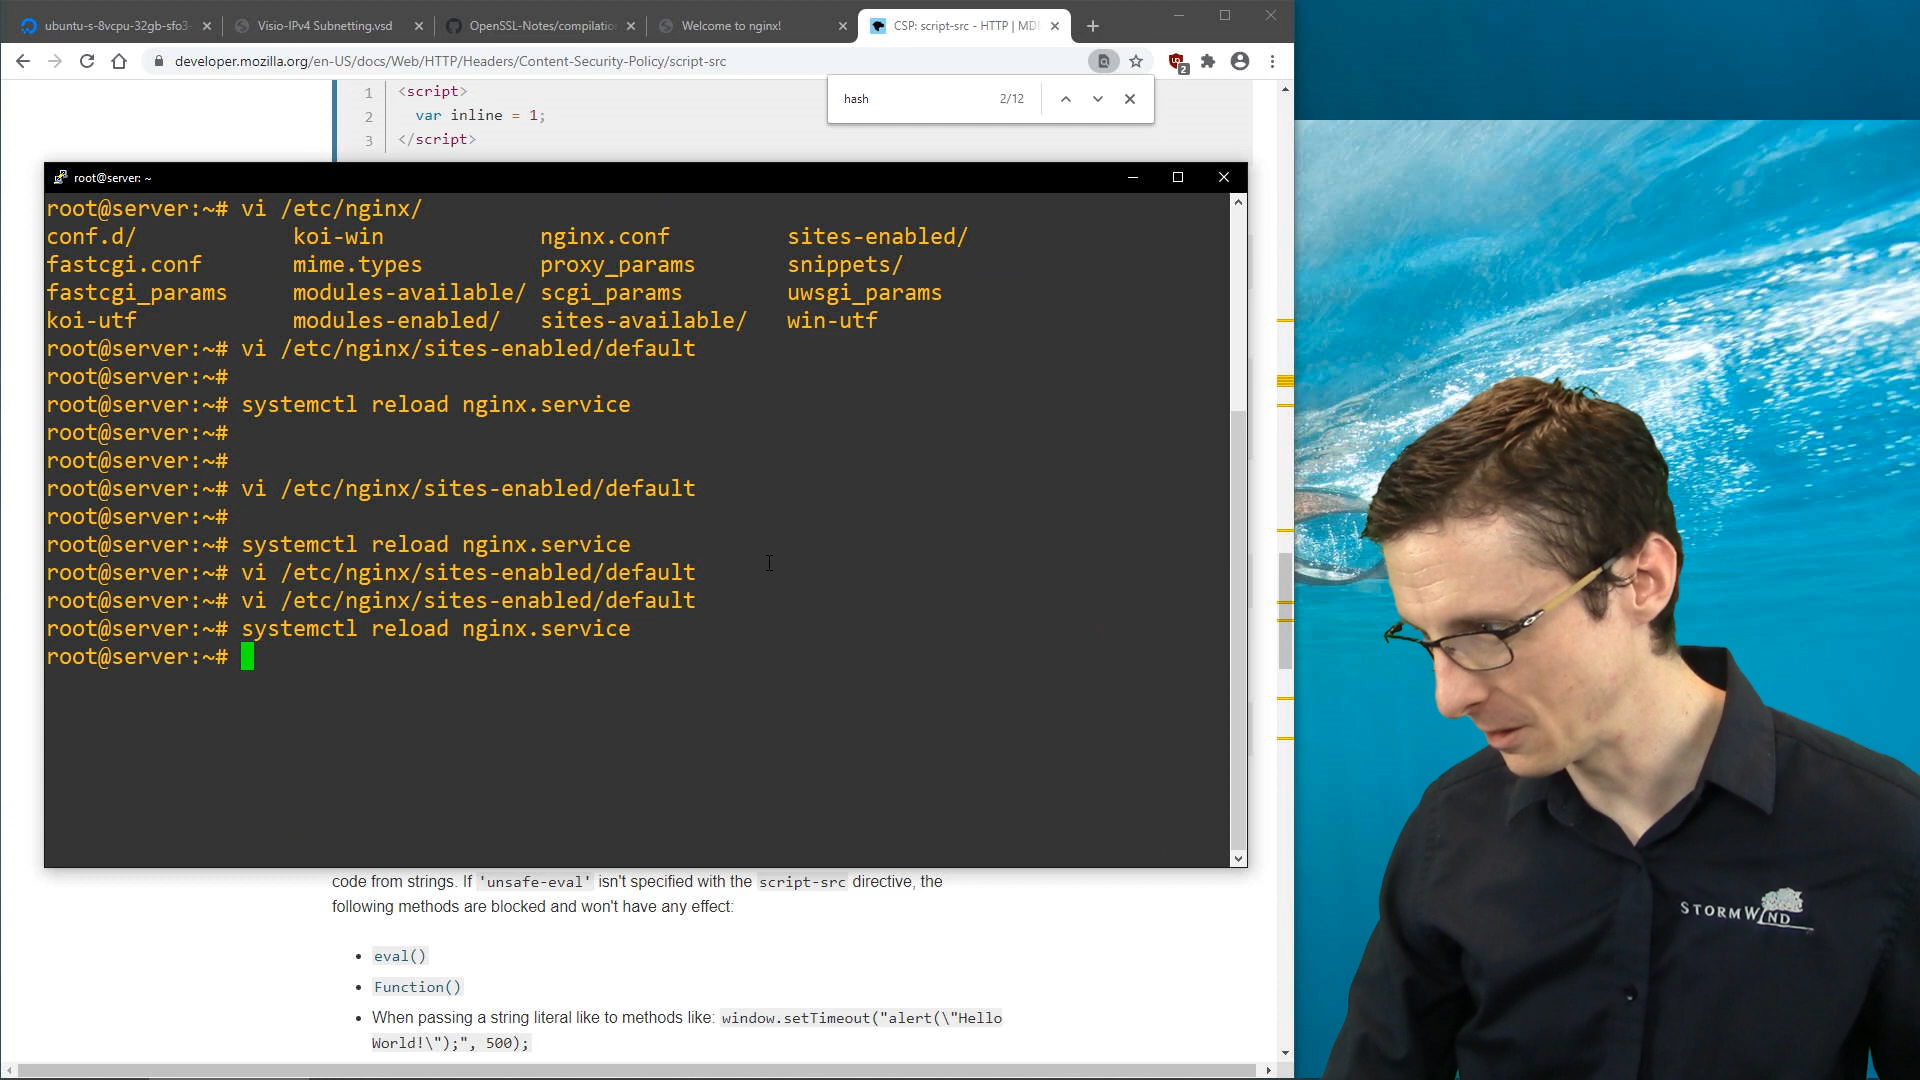 ubuntu-s-8vcpu-32gb-sfo3-
Visio-IPv4 Subnetting.vsd
OpenSSL-Notes/compilatio
Welcome to nginx!
CSP: script-src - HTTP | MD
developer.mozilla.org/en-US/docs/Web/HTTP/Headers/Content-Security-Policy/script-src
2
hash 2/12
1 <script>
2 var inline = 1;
3 </script>
root@server: ~
root@server:~# vi /etc/nginx/
conf.d/ koi-win nginx.conf sites-enabled/
fastcgi.conf mime.types proxy_params snippets/
fastcgi_params modules-available/ scgi_params uwsgi_params
koi-utf modules-enabled/ sites-available/ win-utf
root@server:~# vi /etc/nginx/sites-enabled/default
root@server:~#
root@server:~# systemctl reload nginx.service
root@server:~#
root@server:~#
root@server:~# vi /etc/nginx/sites-enabled/default
root@server:~#
root@server:~# systemctl reload nginx.service
root@server:~# vi /etc/nginx/sites-enabled/default
root@server:~# vi /etc/nginx/sites-enabled/default
root@server:~# systemctl reload nginx.service
root@server:~#
code from strings. If 'unsafe-eval' isn't specified with the script-src directive, the
following methods are blocked and won't have any effect:
• eval()
• Function()
• When passing a string literal like to methods like: window.setTimeout("alert(\"Hello
World!\");", 500);
STORMWIND